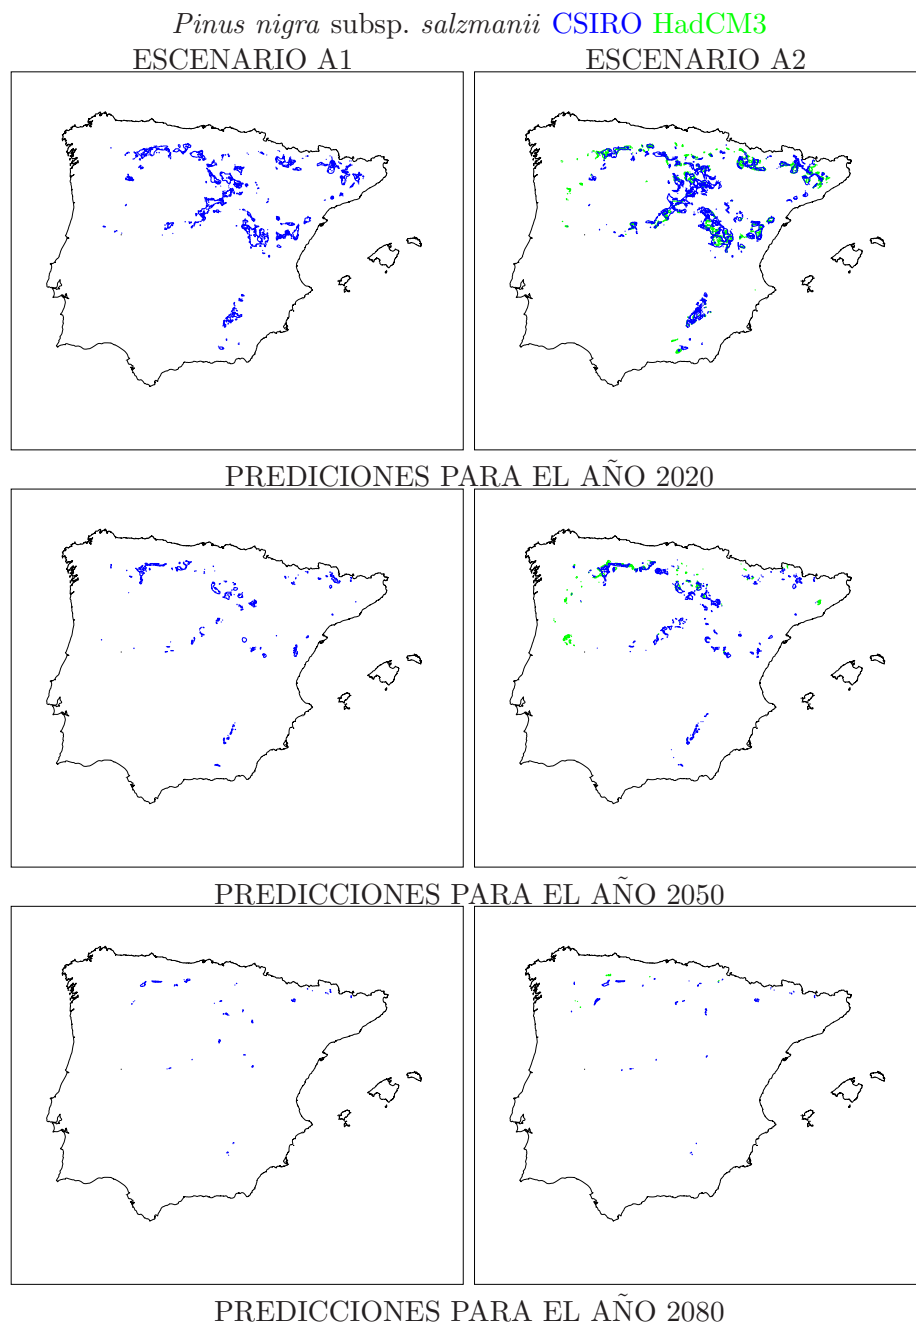 Pinus nigra subsp. salzmanii CSIRO HadCM3
ESCENARIO A1 ESCENARIO A2
PREDICIONES PARA EL AÑO 2020
PREDICCIONES PARA EL AÑO 2050
PREDICCIONES PARA EL AÑO 2080